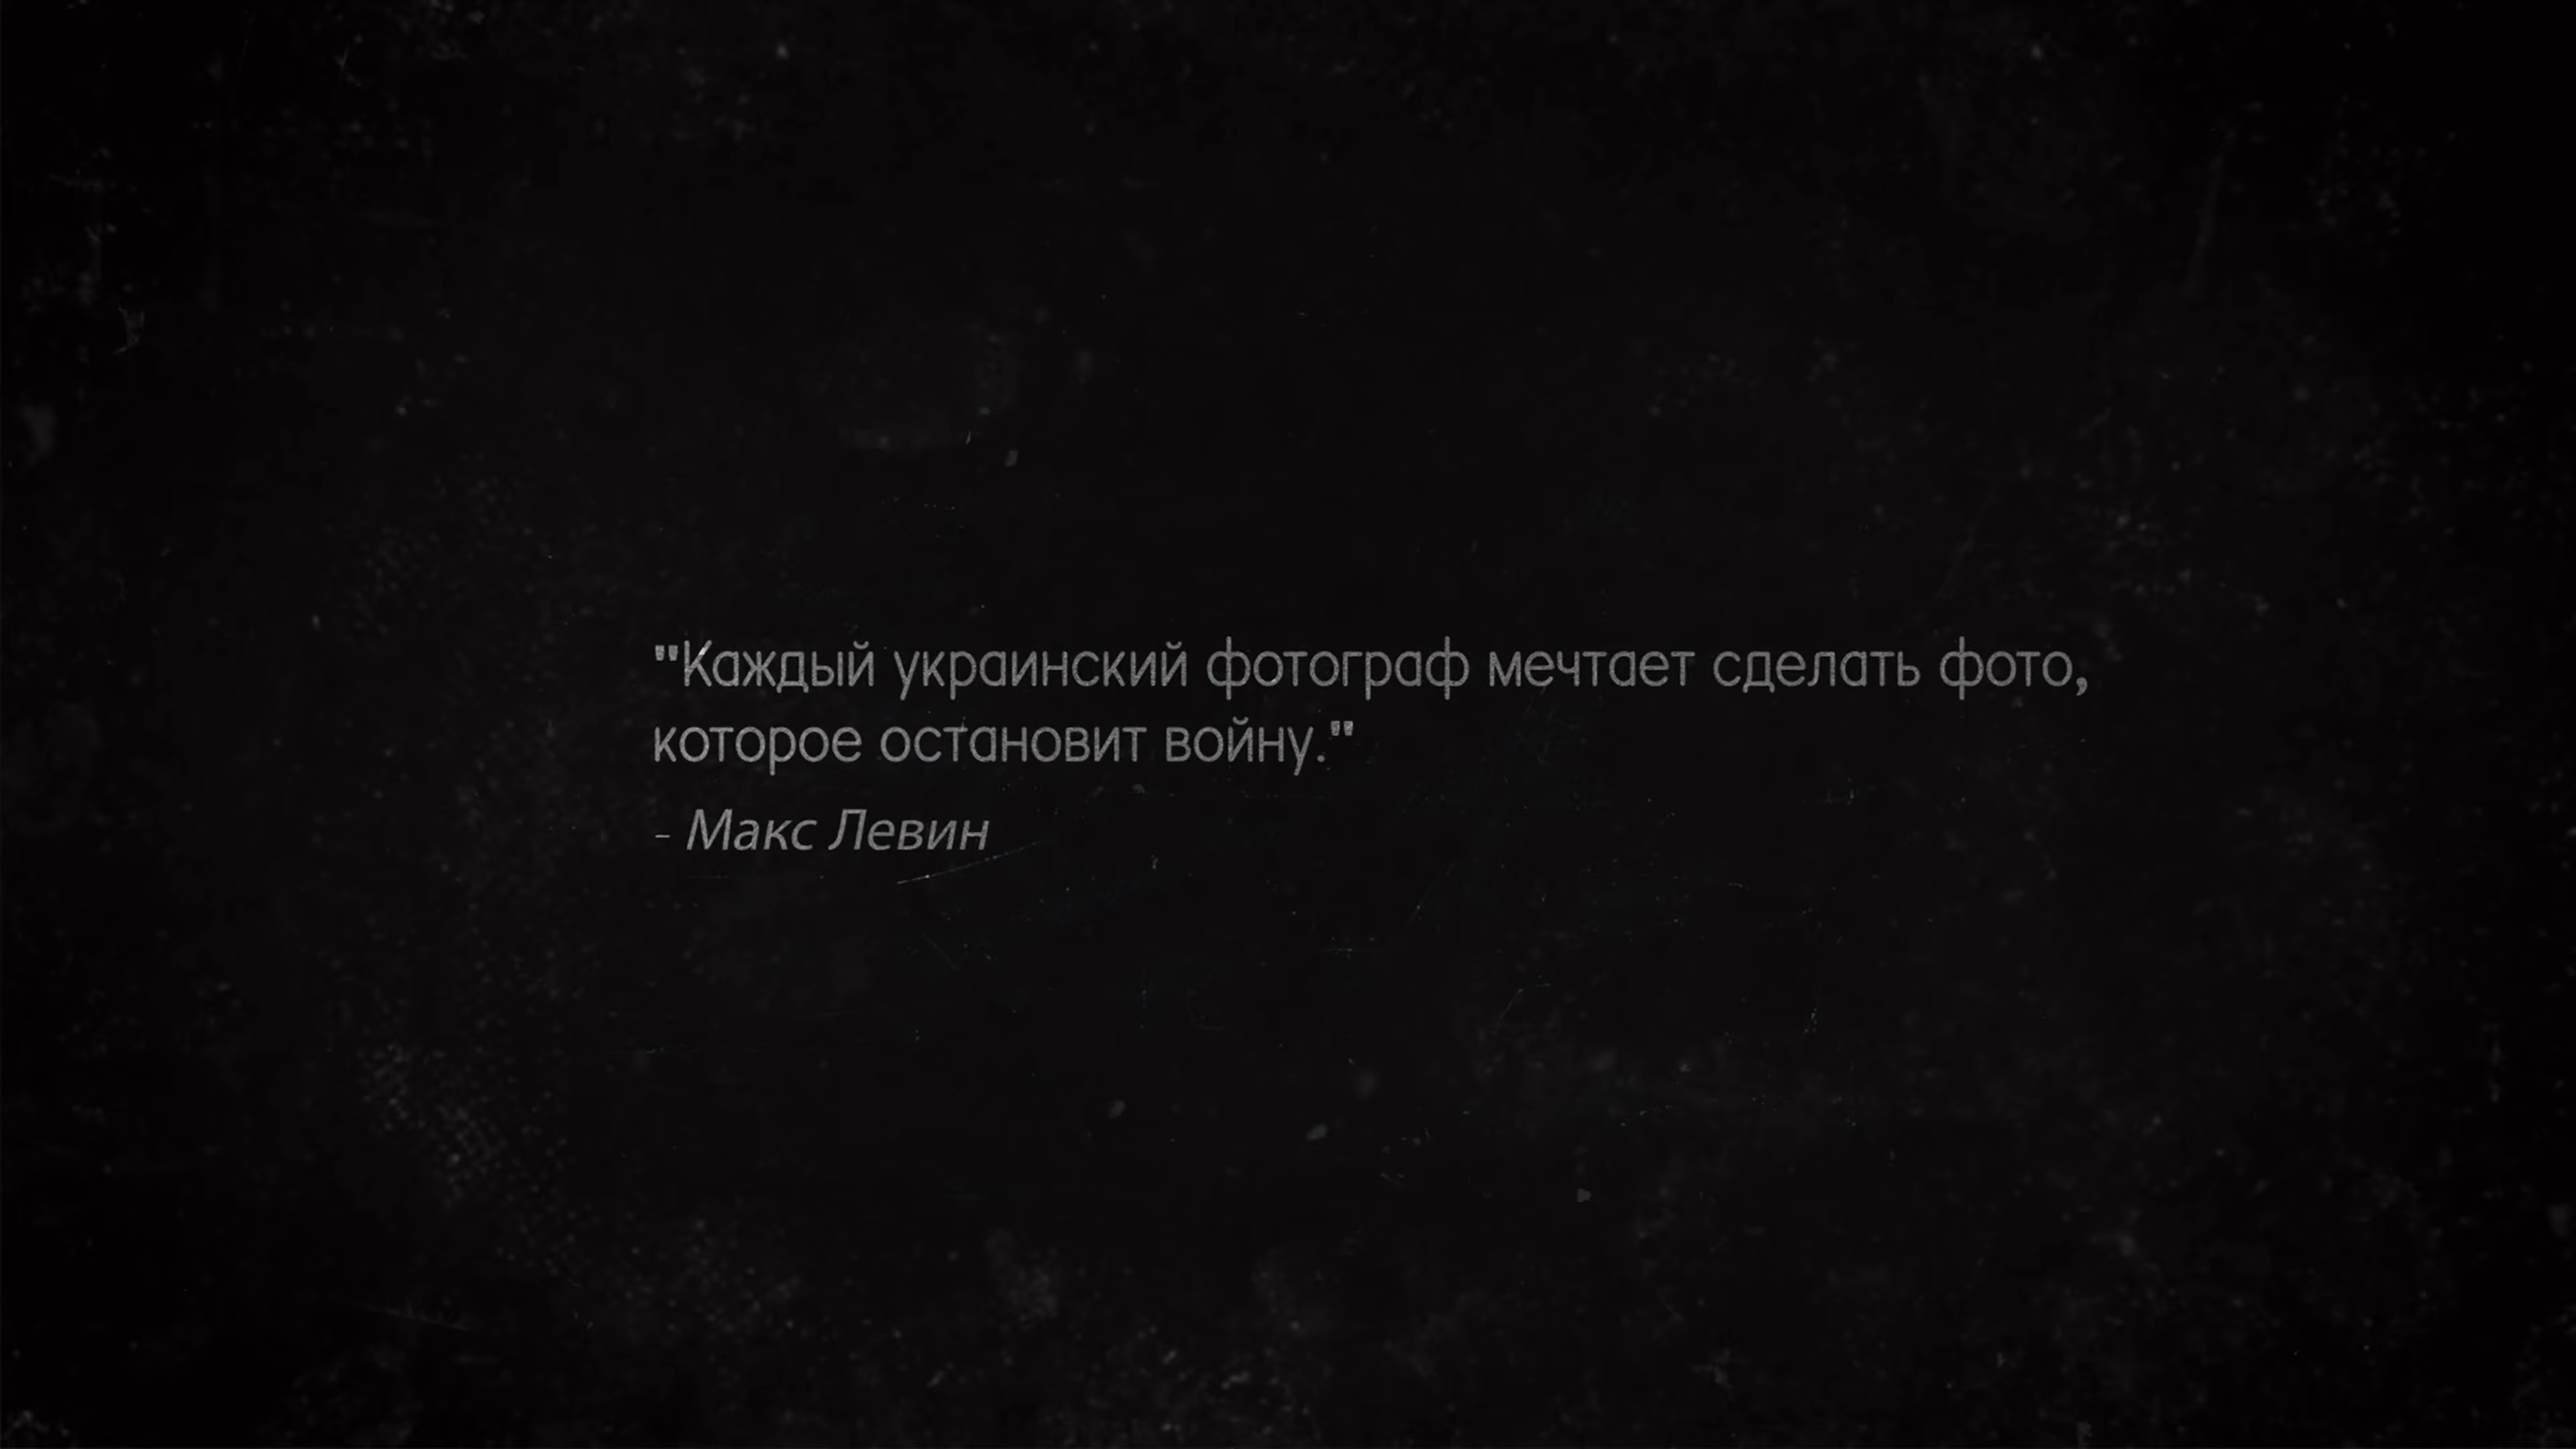 "Каждый украинский фотограф мечтает сделать фото,
которое остановит войну."
- Макс Левин